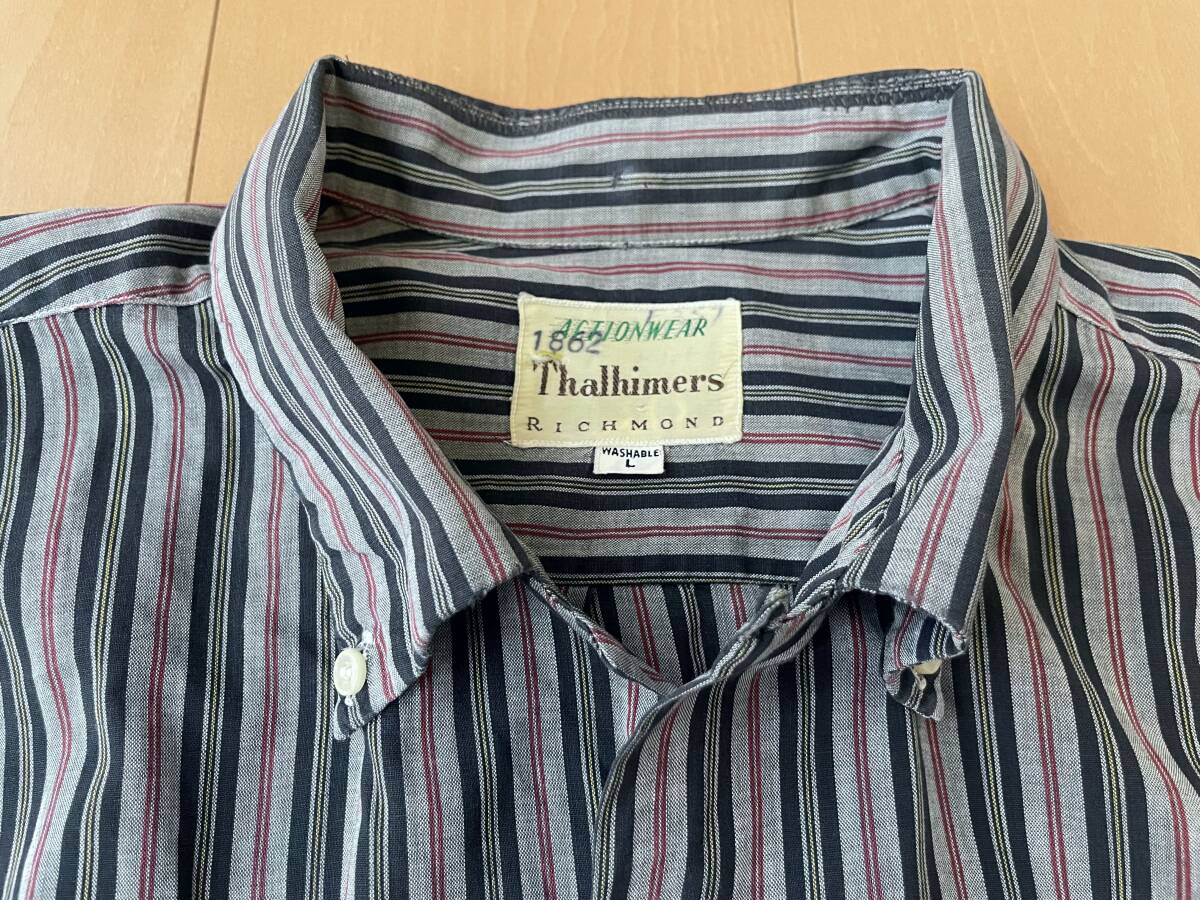 ACTIONWEAR
1862
Thalhimers
RICHMOND
WASHABLE
L